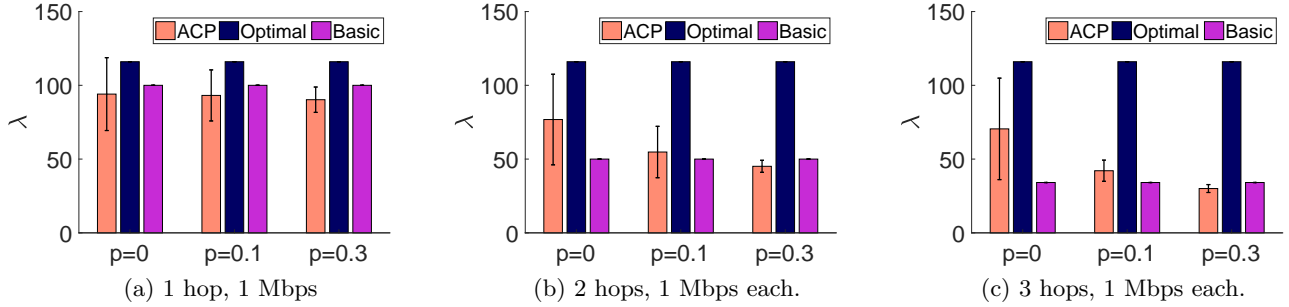 150
100
50
0
λ
ACP Optimal Basic
p=0 p=0.1 p=0.3
(a) 1 hop, 1 Mbps
150
100
50
0
λ
ACP Optimal Basic
p=0 p=0.1 p=0.3
(b) 2 hops, 1 Mbps each.
150
100
50
0
λ
ACP Optimal Basic
p=0 p=0.1 p=0.3
(c) 3 hops, 1 Mbps each.